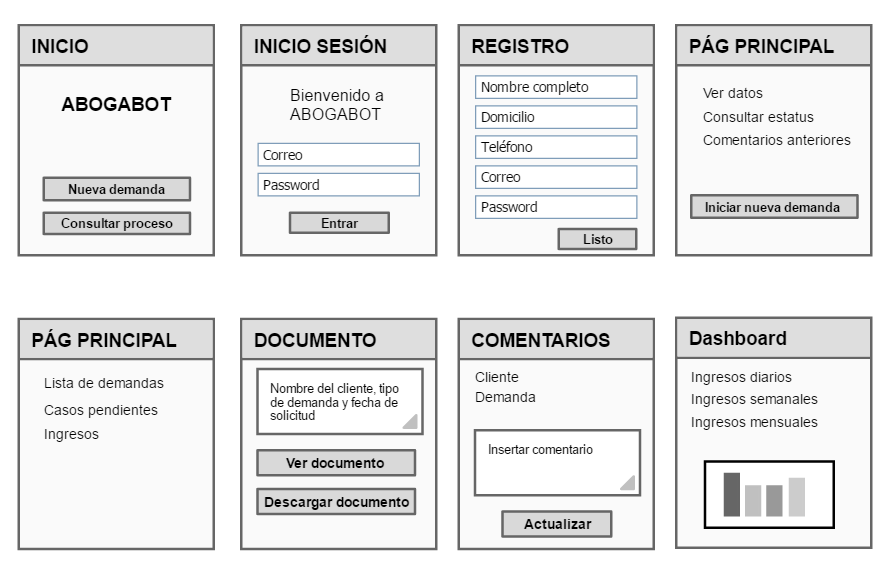 INICIO
ABOGABOT
Nueva demanda
Consultar proceso
INICIO SESIÓN
Bienvenido a
ABOGABOT
Correo
Password
Entrar
REGISTRO
Nombre completo
Domicilio
Teléfono
Correo
Password
Listo
PÁG PRINCIPAL
Ver datos
Consultar estatus
Comentarios anteriores
Iniciar nueva demanda
PÁG PRINCIPAL
Lista de demandas
Casos pendientes
Ingresos
DOCUMENTO
Nombre del cliente, tipo
de demanda y fecha de
solicitud
Ver documento
Descargar documento
COMENTARIOS
Cliente
Demanda
Insertar comentario
Actualizar
Dashboard
Ingresos diarios
Ingresos semanales
Ingresos mensuales